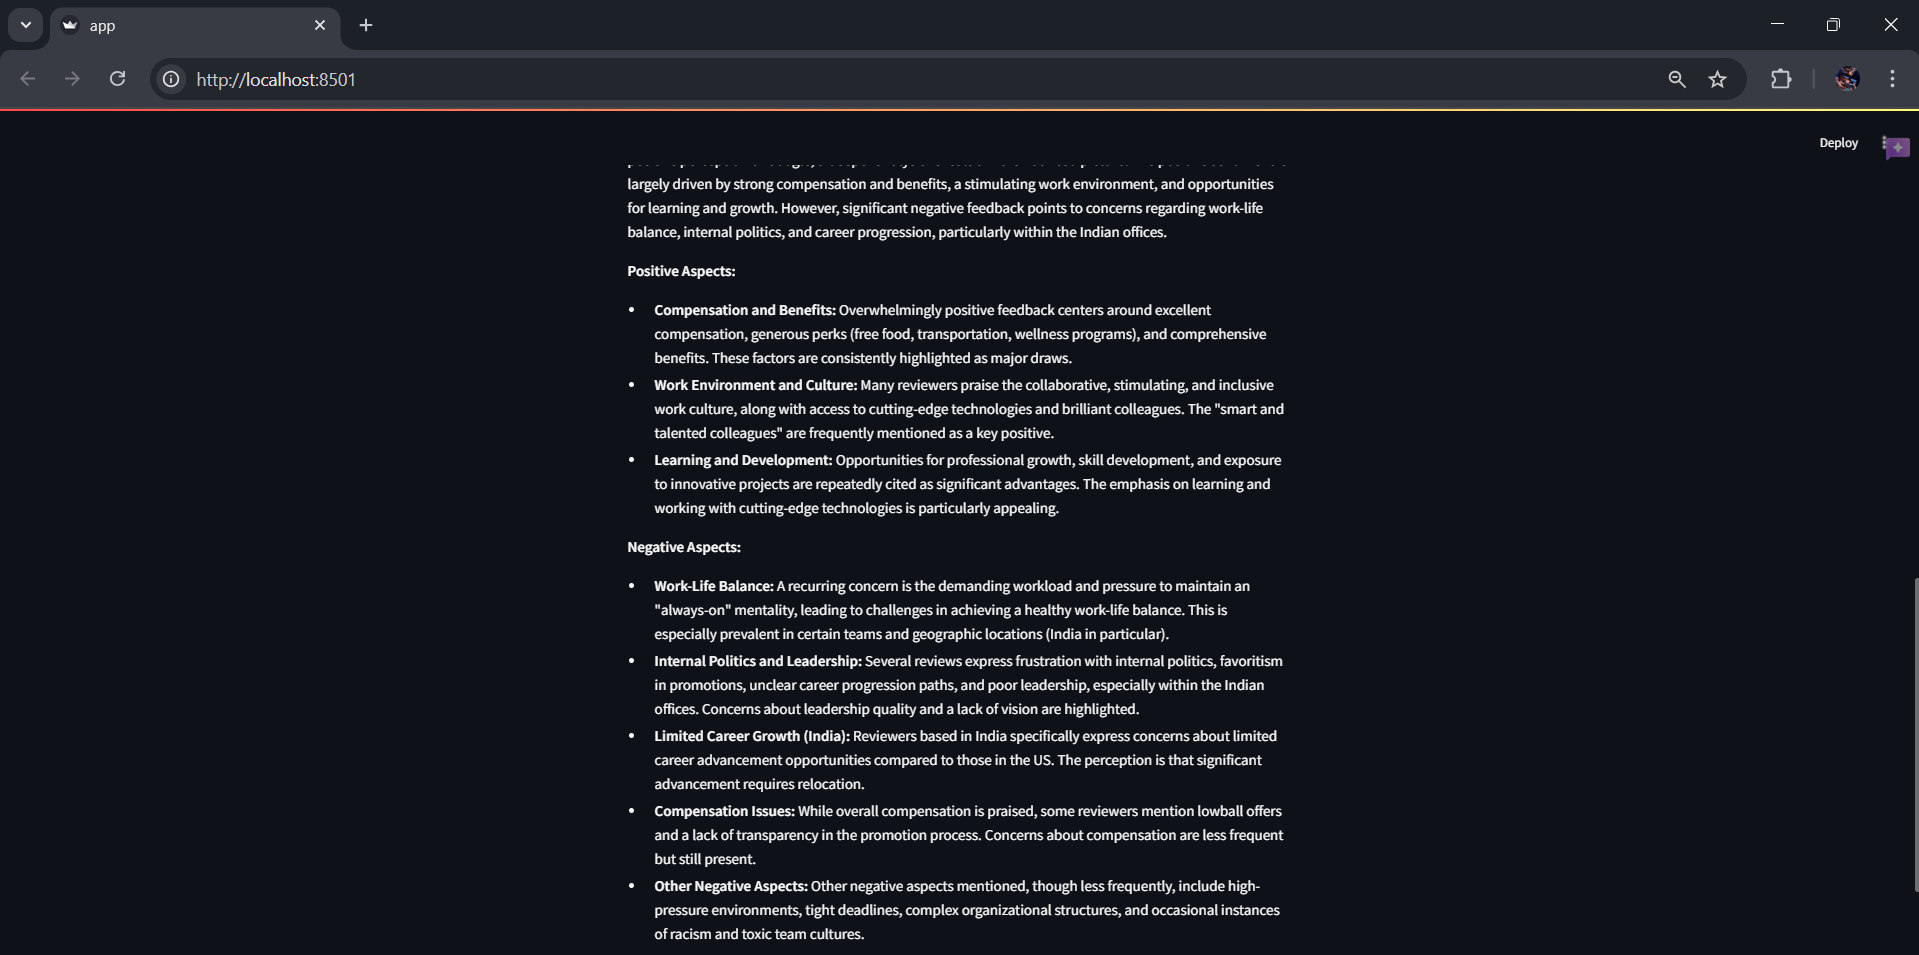 app
http://localhost:8501
Deploy
largely driven by strong compensation and benefits, a stimulating work environment, and opportunities
for learning and growth. However, significant negative feedback points to concerns regarding work-life
balance, internal politics, and career progression, particularly within the Indian offices.
Positive Aspects:
• Compensation and Benefits: Overwhelmingly positive feedback centers around excellent
compensation, generous perks (free food, transportation, wellness programs), and comprehensive
benefits. These factors are consistently highlighted as major draws.
• Work Environment and Culture: Many reviewers praise the collaborative, stimulating, and inclusive
work culture, along with access to cutting-edge technologies and brilliant colleagues. The "smart and
talented colleagues" are frequently mentioned as a key positive.
• Learning and Development: Opportunities for professional growth, skill development, and exposure
to innovative projects are repeatedly cited as significant advantages. The emphasis on learning and
working with cutting-edge technologies is particularly appealing.
Negative Aspects:
• Work-Life Balance: A recurring concern is the demanding workload and pressure to maintain an
"always-on" mentality, leading to challenges in achieving a healthy work-life balance. This is
especially prevalent in certain teams and geographic locations (India in particular).
• Internal Politics and Leadership: Several reviews express frustration with internal politics, favoritism
in promotions, unclear career progression paths, and poor leadership, especially within the Indian
offices. Concerns about leadership quality and a lack of vision are highlighted.
• Limited Career Growth (India): Reviewers based in India specifically express concerns about limited
career advancement opportunities compared to those in the US. The perception is that significant
advancement requires relocation.
• Compensation Issues: While overall compensation is praised, some reviewers mention lowball offers
and a lack of transparency in the promotion process. Concerns about compensation are less frequent
but still present.
• Other Negative Aspects: Other negative aspects mentioned, though less frequently, include high-
pressure environments, tight deadlines, complex organizational structures, and occasional instances
of racism and toxic team cultures.